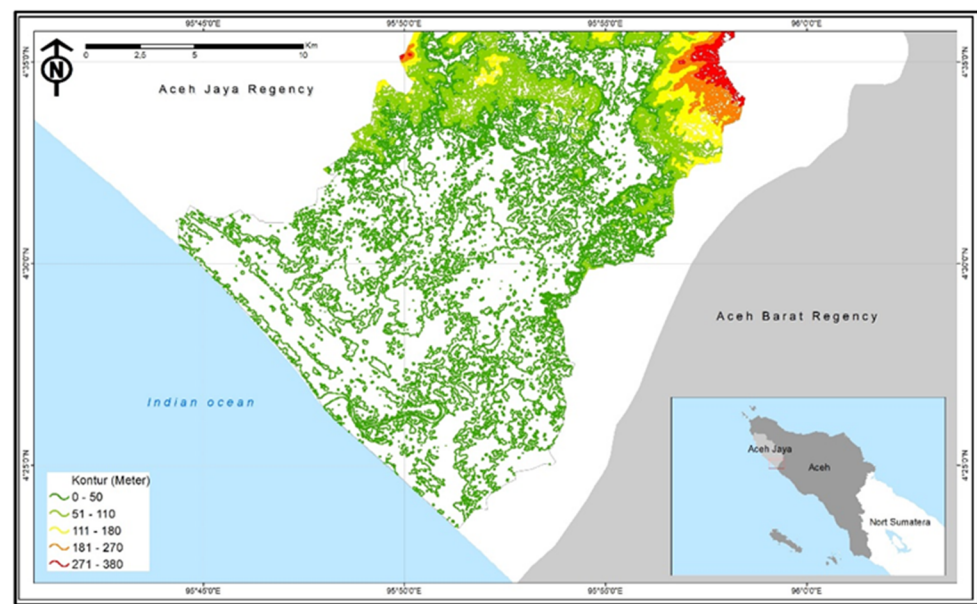 95°45'0"E 95°50'0"E 95°55'0"E 96°0'0"E
N
0 2,5 5 10 Km
4°35'0"N 4°35'0"N
Aceh Jaya Regency
4°30'0"N 4°30'0"N
Aceh Barat Regency
Indian ocean
Aceh Jaya
Aceh
Nort Sumatera
4°25'0"N 4°25'0"N
Kontur (Meter)
0 - 50
51 - 110
111 - 180
181 - 270
271 - 380
95°45'0"E 95°50'0"E 95°55'0"E 96°0'0"E